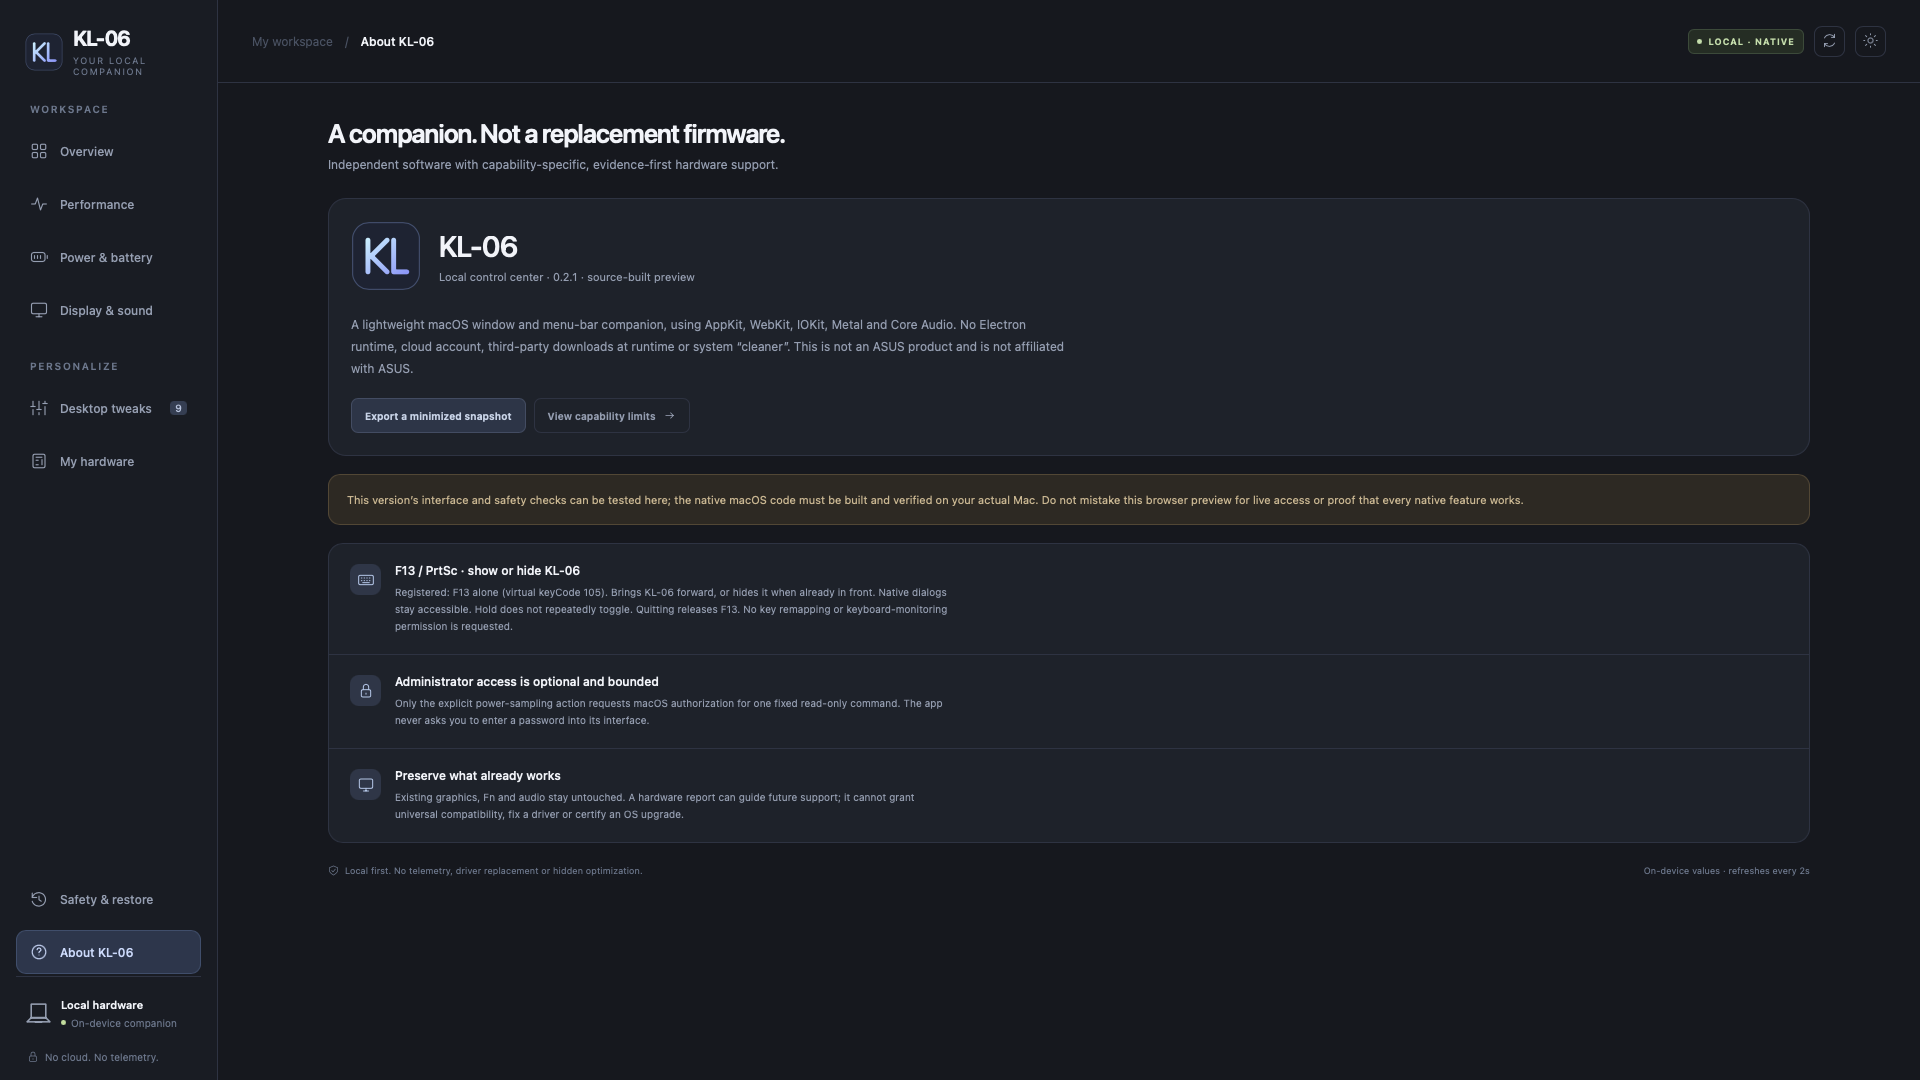 KL
KL-06
YOUR LOCAL
COMPANION
WORKSPACE
Overview
Performance
Power & battery
Display & sound
PERSONALIZE
Desktop tweaks 9
My hardware
Safety & restore
About KL-06
Local hardware
On-device companion
No cloud. No telemetry.
My workspace / About KL-06
LOCAL · NATIVE
A companion. Not a replacement firmware.
Independent software with capability-specific, evidence-first hardware support.
KL
KL-06
Local control center · 0.2.1 · source-built preview
A lightweight macOS window and menu-bar companion, using AppKit, WebKit, IOKit, Metal and Core Audio. No Electron
runtime, cloud account, third-party downloads at runtime or system “cleaner”. This is not an ASUS product and is not affiliated
with ASUS.
Export a minimized snapshot
View capability limits →
This version’s interface and safety checks can be tested here; the native macOS code must be built and verified on your actual Mac. Do not mistake this browser preview for live access or proof that every native feature works.
F13 / PrtSc · show or hide KL-06
Registered: F13 alone (virtual keyCode 105). Brings KL-06 forward, or hides it when already in front. Native dialogs
stay accessible. Hold does not repeatedly toggle. Quitting releases F13. No key remapping or keyboard-monitoring
permission is requested.
Administrator access is optional and bounded
Only the explicit power-sampling action requests macOS authorization for one fixed read-only command. The app
never asks you to enter a password into its interface.
Preserve what already works
Existing graphics, Fn and audio stay untouched. A hardware report can guide future support; it cannot grant
universal compatibility, fix a driver or certify an OS upgrade.
Local first. No telemetry, driver replacement or hidden optimization.
On-device values · refreshes every 2s